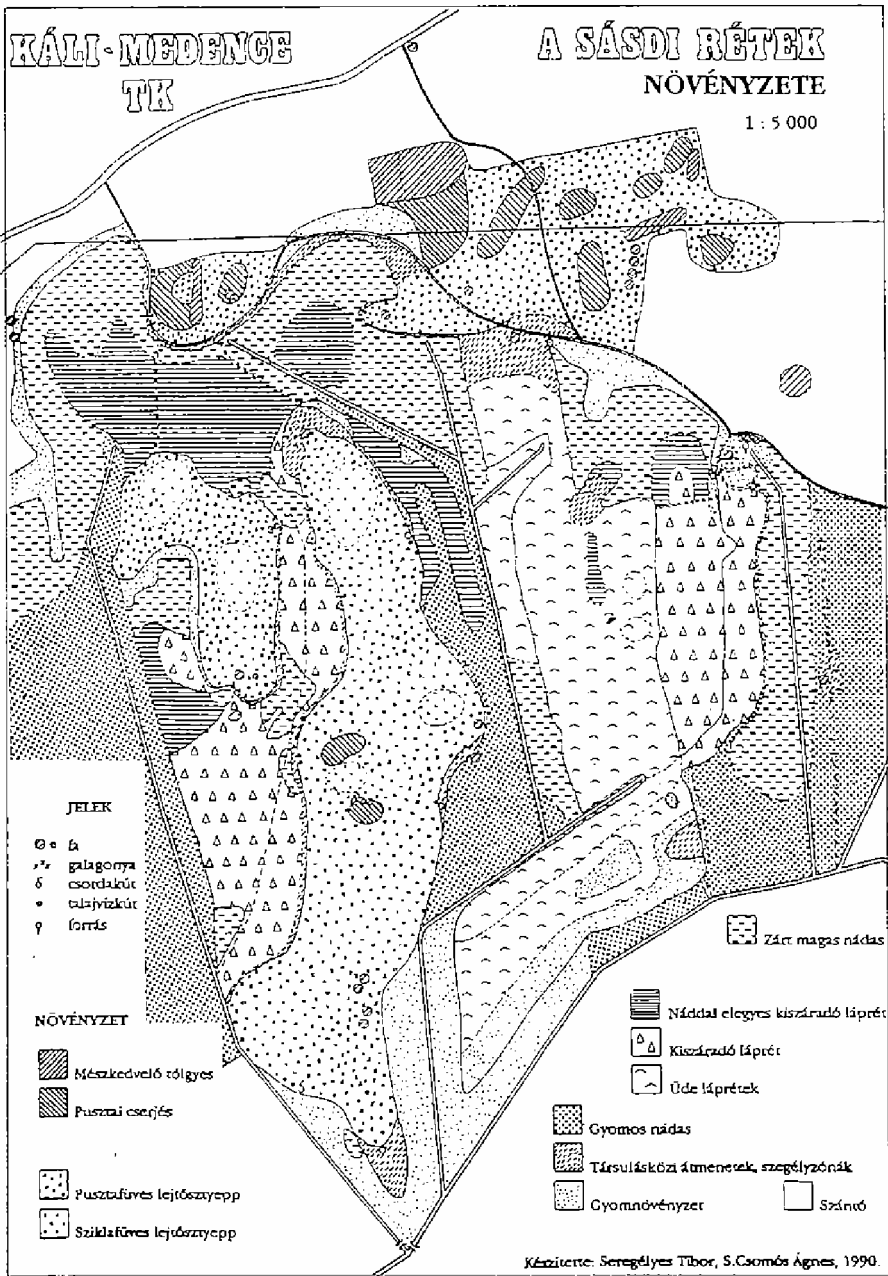 KÁLI-MEDENCE
TK
A SÁSDI RÉTEK
NÖVÉNYZETE
1 : 5 000
JELEK
fa
galagonya
csordakút
talajvízkút
forrás
NÖVÉNYZET
Mészkedvelő tölgyes
Pusztai cserjés
Pusztafüves lejtősztyepp
Sziklafüves lejtősztyepp
Zárt magas nádas
Náddal elegyes kiszáradó láprét
Kiszáradó láprét
Üde láprétek
Gyomos nádas
Társulásközi átmenetek, szegélyzónák
Gyomnövényzet
Szántó
Készítette: Seregélyes Tibor, S.Csomós Ágnes, 1990.